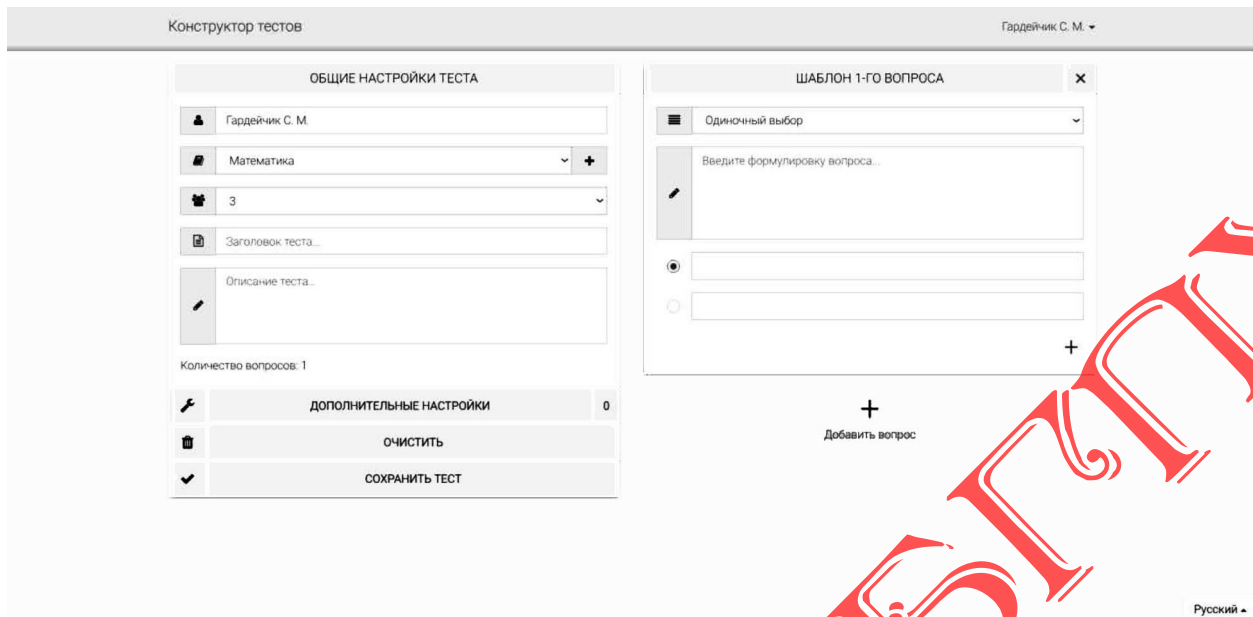 Конструктор тестов
Гардейчик С. М.
ОБЩИЕ НАСТРОЙКИ ТЕСТА
Гардейчик С. М.
Математика
3
Заголовок теста...
Описание теста...
Количество вопросов: 1
ДОПОЛНИТЕЛЬНЫЕ НАСТРОЙКИ 0
ОЧИСТИТЬ
СОХРАНИТЬ ТЕСТ
ШАБЛОН 1-ГО ВОПРОСА
Одиночный выбор
Введите формулировку вопроса...
Добавить вопрос
Русский